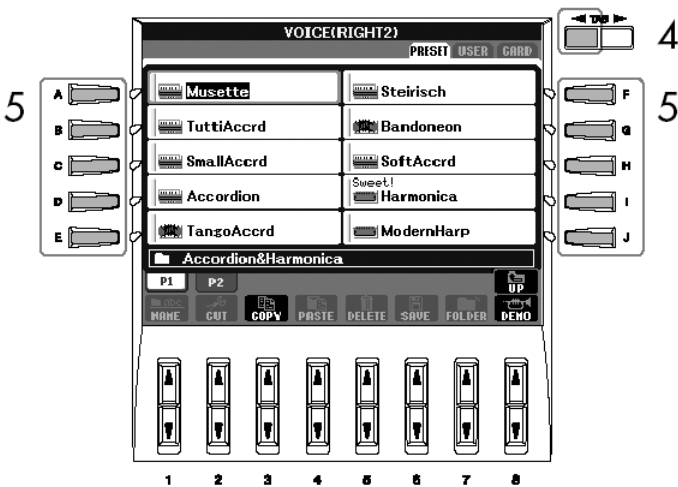 VOICE(RIGHT2)
◀ TAB ▶
4
PRESET USER CARD
5
5
A
F
Musette
Steirisch
B
G
TuttiAccrd
Bandoneon
C
H
SmallAccrd
SoftAccrd
D
I
Accordion
Sweet!
Harmonica
E
J
TangoAccrd
ModernHarp
Accordion&Harmonica
P1 P2 UP
abc
NAME CUT COPY PASTE DELETE SAVE FOLDER DEMO
1 2 3 4 5 6 7 8